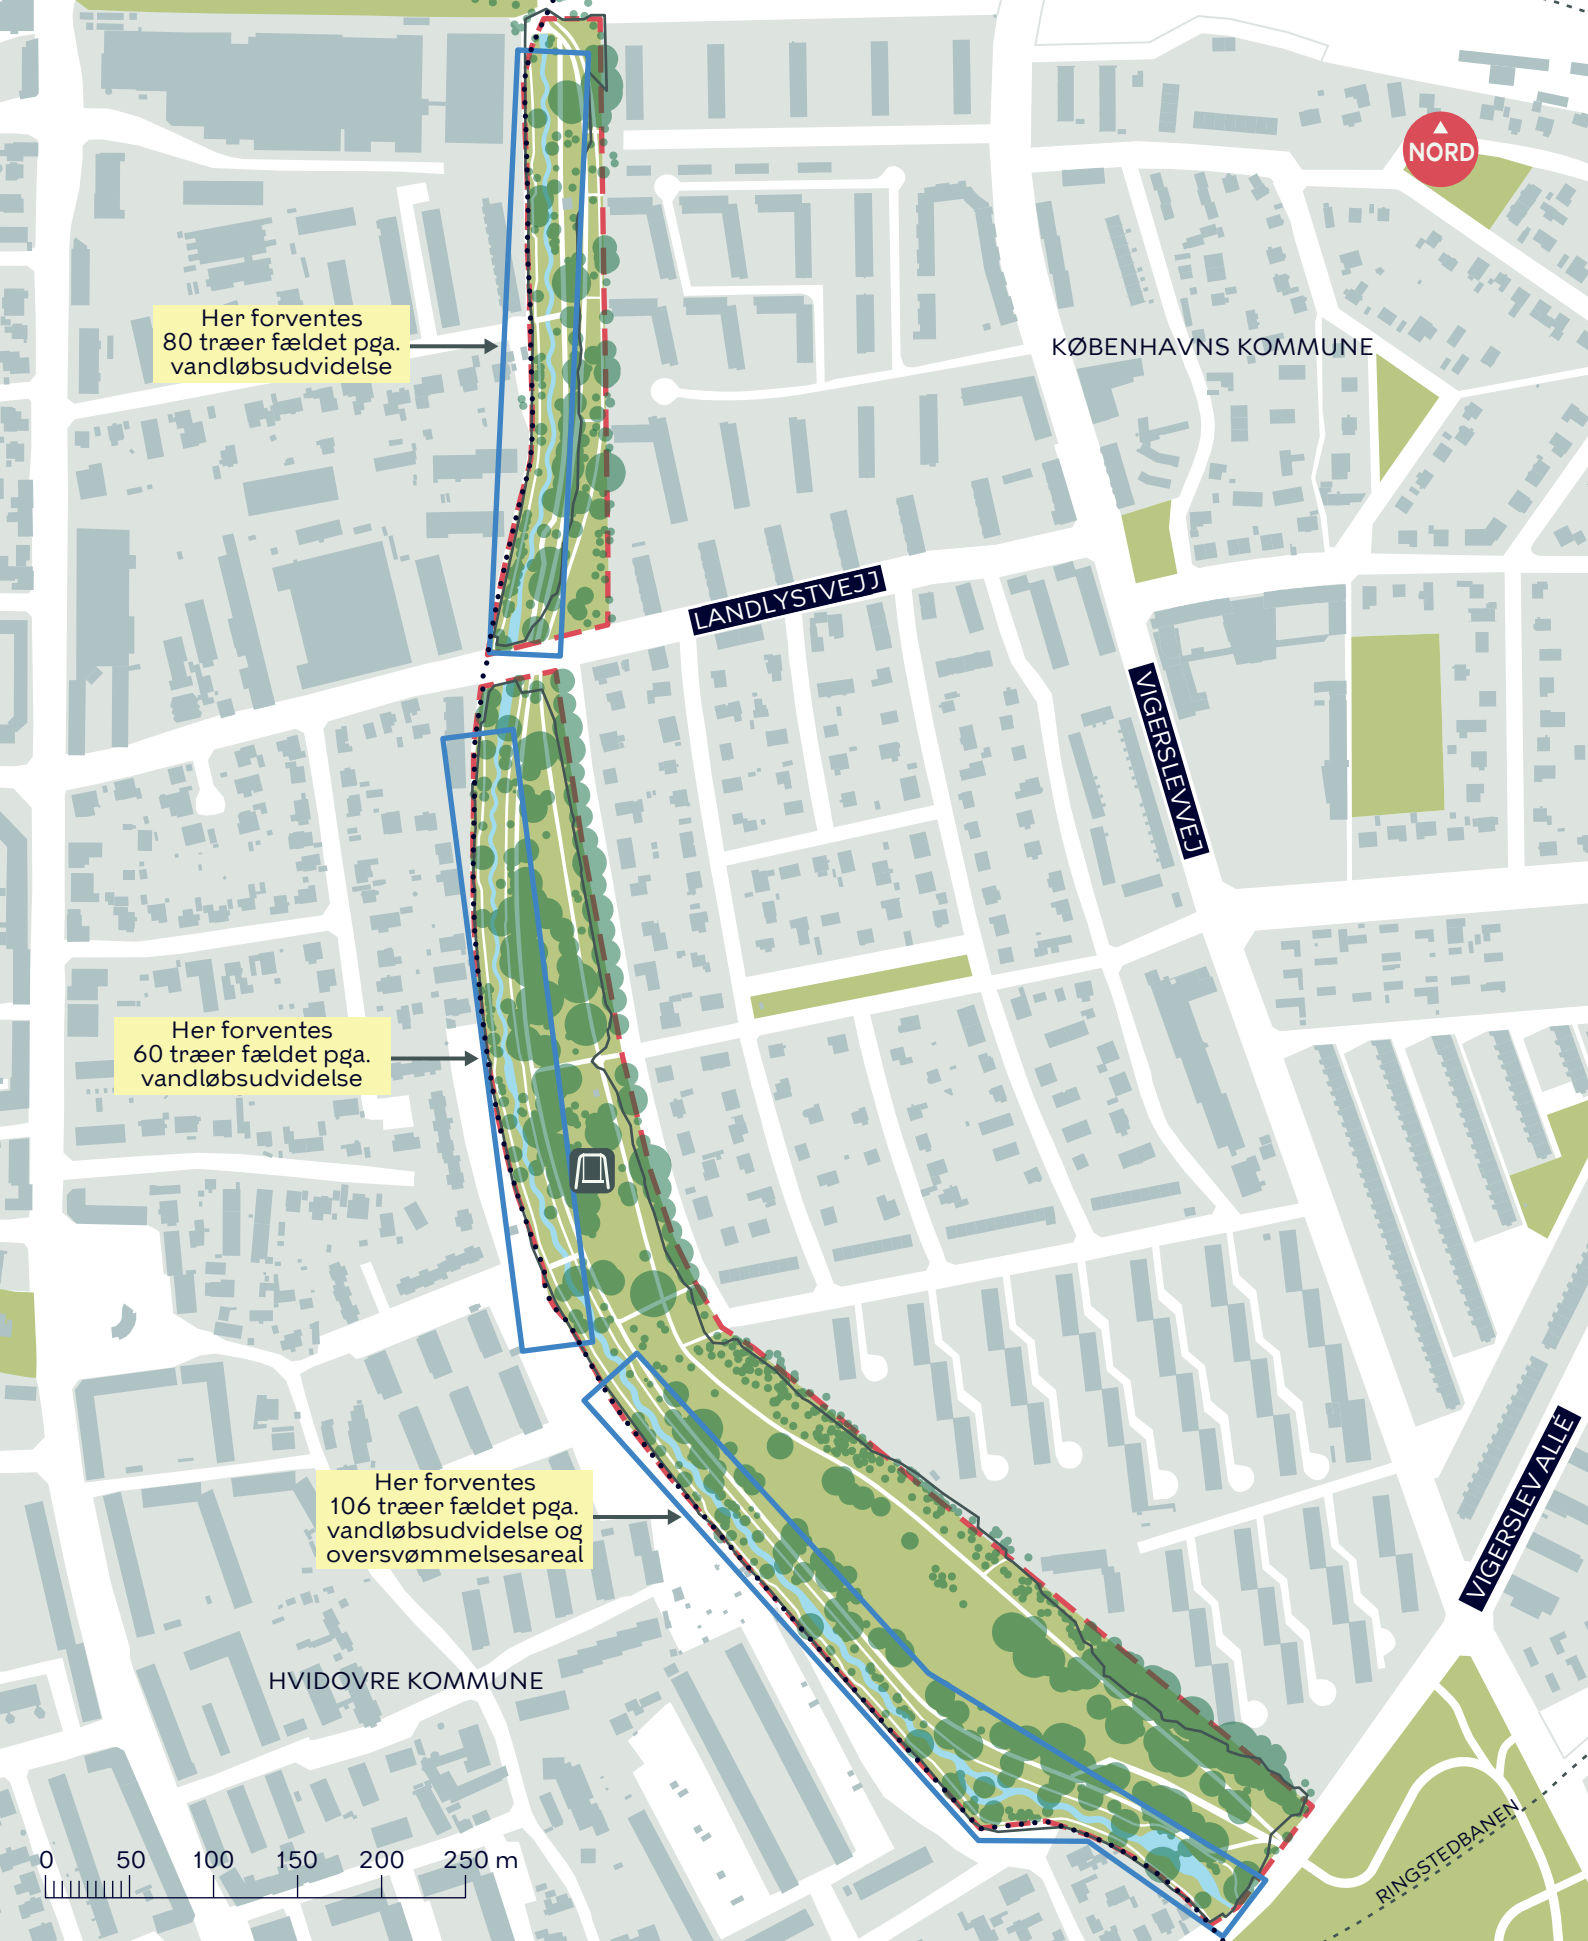 NORD
Her forventes
80 træer fældet pga.
vandløbsudvidelse
KØBENHAVNS KOMMUNE
LANDLYSTVEJJ
VIGERSLEVVEJ
Her forventes
60 træer fældet pga.
vandløbsudvidelse
Her forventes
106 træer fældet pga.
vandløbsudvidelse og
oversvømmelsesareal
VIGERSLEV ALLÉ
HVIDOVRE KOMMUNE
RINGSTEDBANEN
0 50 100 150 200 250 m